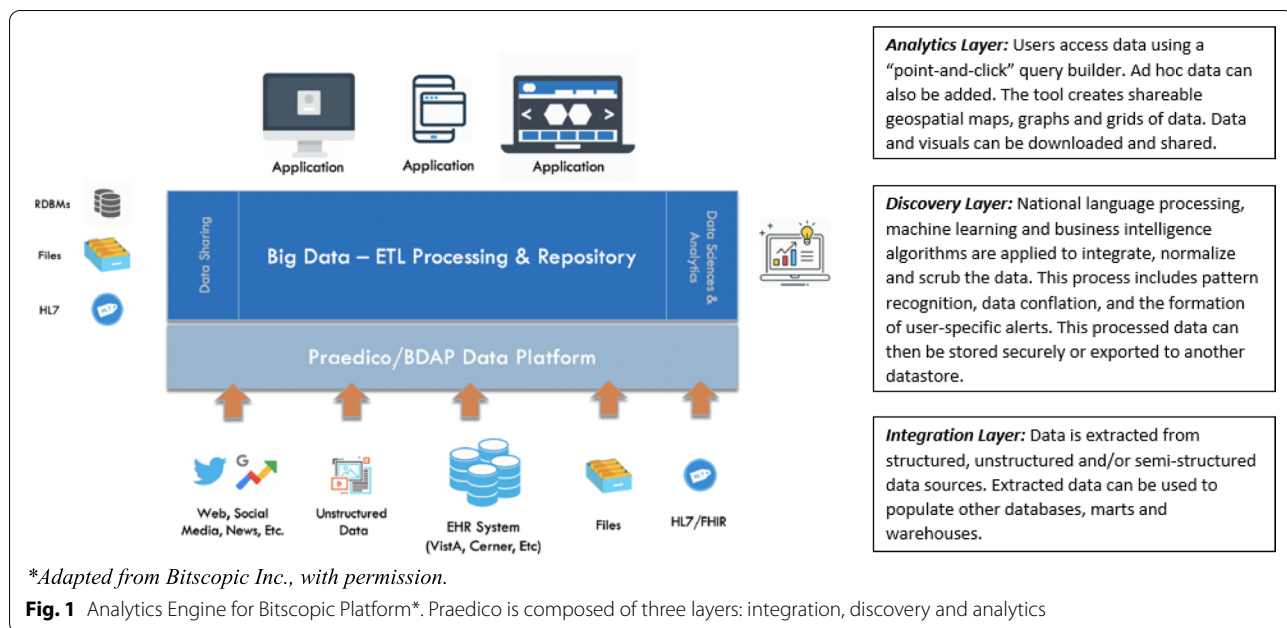 Application
Application
Application
RDBMs
Files
HL7
Data Sharing
Big Data – ETL Processing & Repository
Data Sciences &
Analytics
Praedico/BDAP Data Platform
Web, Social
Media, News, Etc.
Unstructured
Data
EHR System
(VistA, Cerner, Etc)
Files
HL7/FHIR
Analytics Layer: Users access data using a
“point-and-click” query builder. Ad hoc data can
also be added. The tool creates shareable
geospatial maps, graphs and grids of data. Data
and visuals can be downloaded and shared.
Discovery Layer: National language processing,
machine learning and business intelligence
algorithms are applied to integrate, normalize
and scrub the data. This process includes pattern
recognition, data conflation, and the formation
of user-specific alerts. This processed data can
then be stored securely or exported to another
datastore.
Integration Layer: Data is extracted from
structured, unstructured and/or semi-structured
data sources. Extracted data can be used to
populate other databases, marts and
warehouses.
*Adapted from Bitscopic Inc., with permission.
Fig. 1 Analytics Engine for Bitscopic Platform*. Praedico is composed of three layers: integration, discovery and analytics